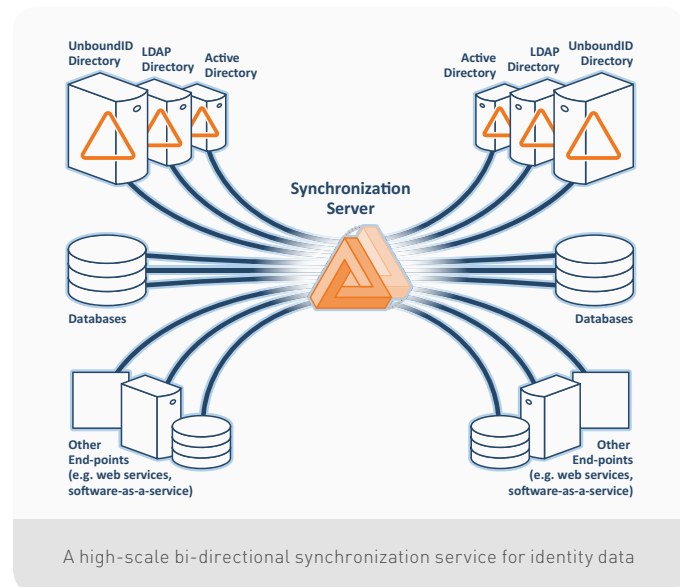 UnboundID
Directory
LDAP
Directory
Active
Directory
Active
Directory
LDAP
Directory
UnboundID
Directory
Synchronization
Server
Databases
Databases
Other
End-points
(e.g. web services,
software-as-a-service)
Other
End-points
(e.g. web services,
software-as-a-service)
A high-scale bi-directional synchronization service for identity data